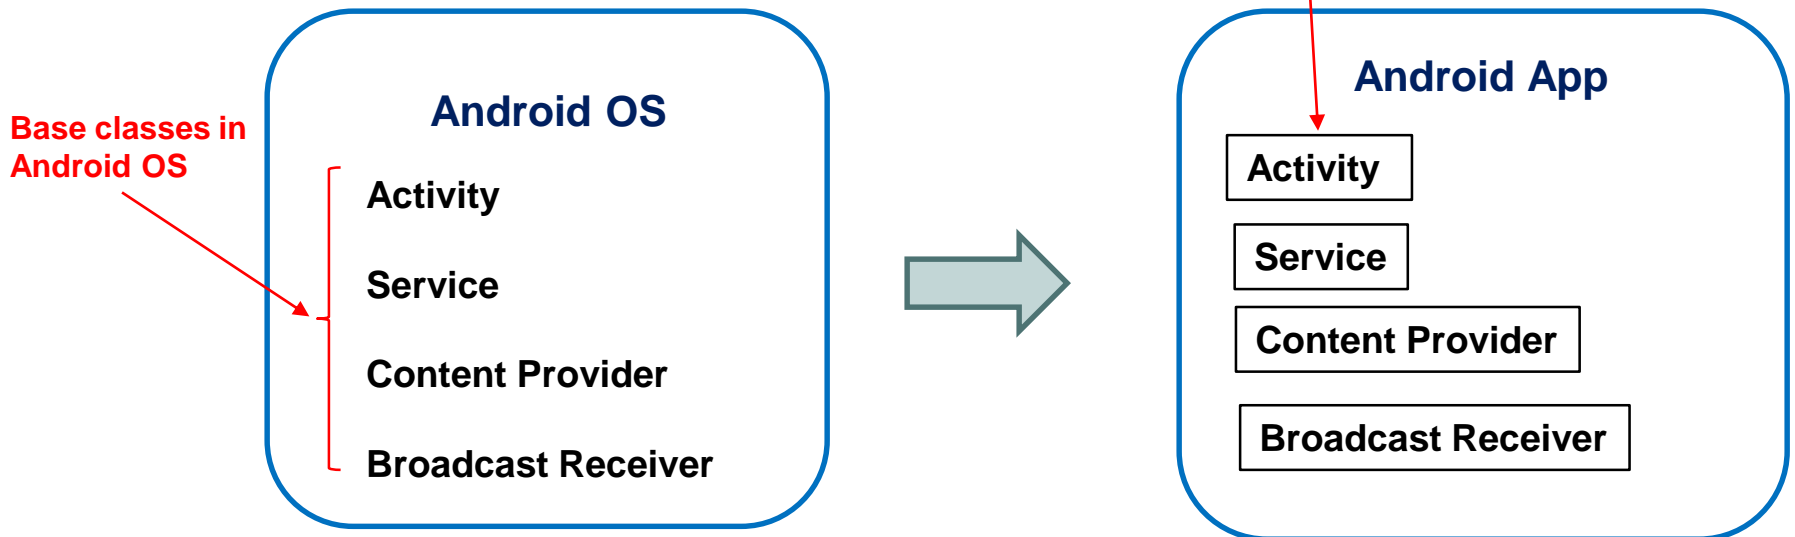 Base classes in
Android OS
Android OS
Activity
Service
Content Provider
Broadcast Receiver
Android App
Activity
Service
Content Provider
Broadcast Receiver